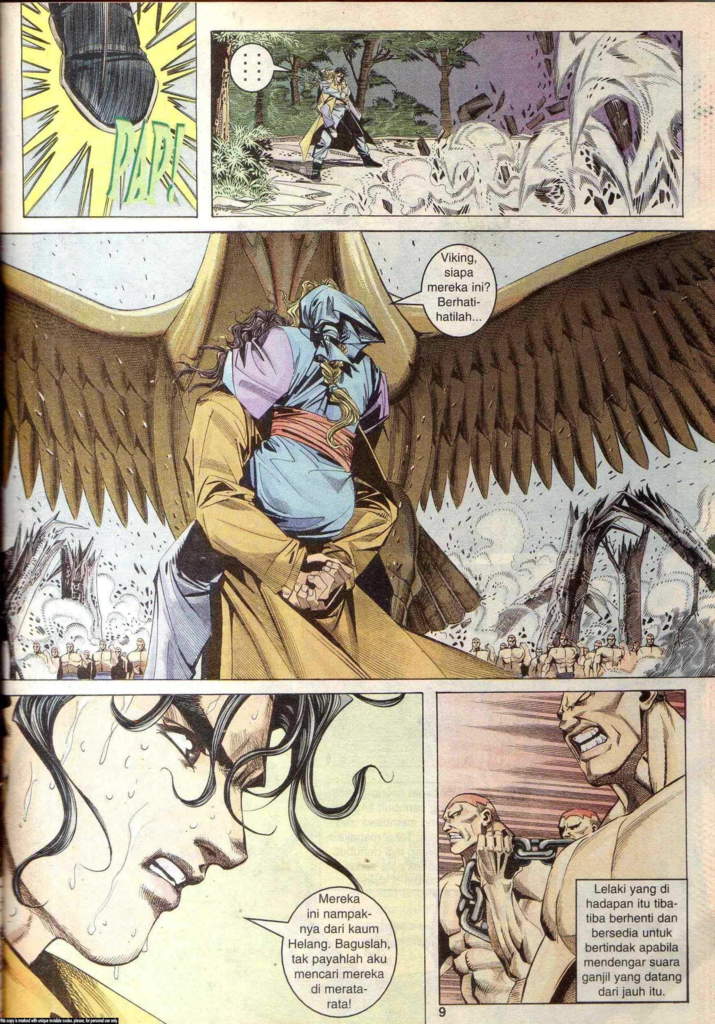 PAP!
Viking,
siapa
mereka ini?
Berhati-
hatilah...
Mereka
ini nampak-
nya dari kaum
Helang. Baguslah,
tak payahlah aku
mencari mereka
di merata-
rata!
Lelaki yang di
hadapan itu tiba-
tiba berhenti dan
bersedia untuk
bertindak apabila
mendengar suara
ganjil yang datang
dari jauh itu.
9